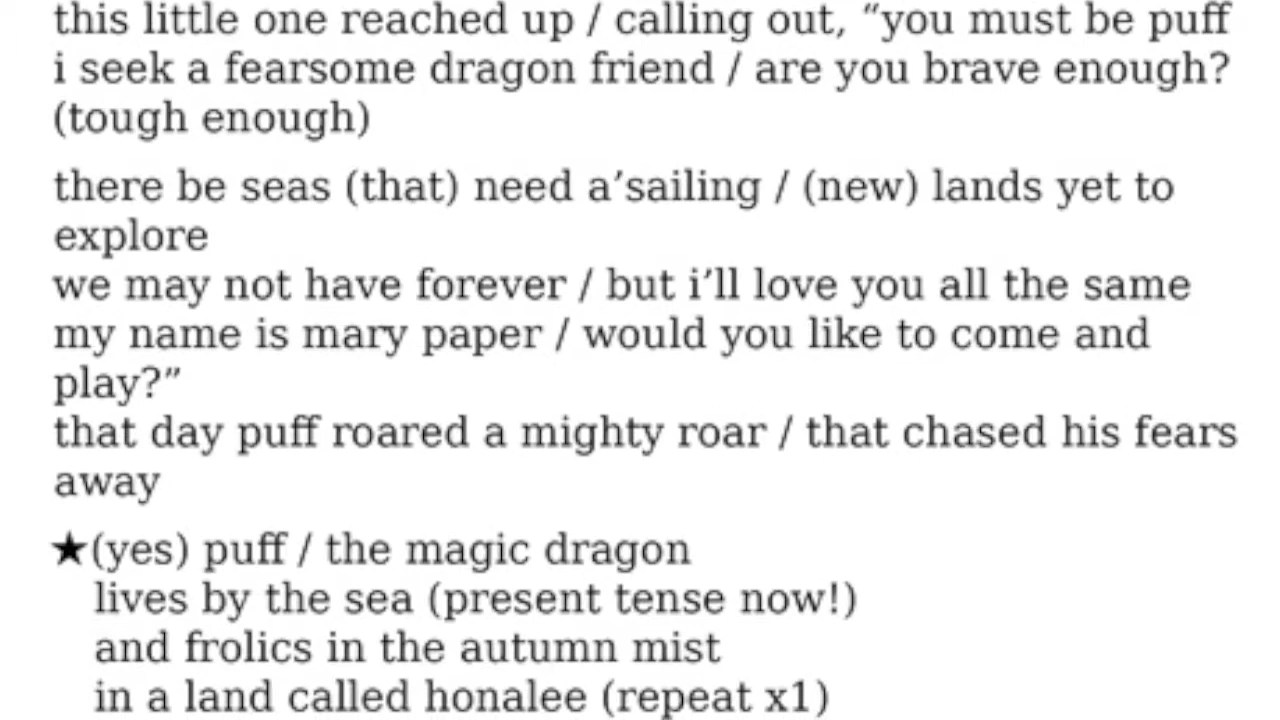 this little one reached up / calling out, “you must be puff
i seek a fearsome dragon friend / are you brave enough?
(tough enough)
there be seas (that) need a’sailing / (new) lands yet to
explore
we may not have forever / but i’ll love you all the same
my name is mary paper / would you like to come and
play?”
that day puff roared a mighty roar / that chased his fears
away
★(yes) puff / the magic dragon
lives by the sea (present tense now!)
and frolics in the autumn mist
in a land called honalee (repeat x1)